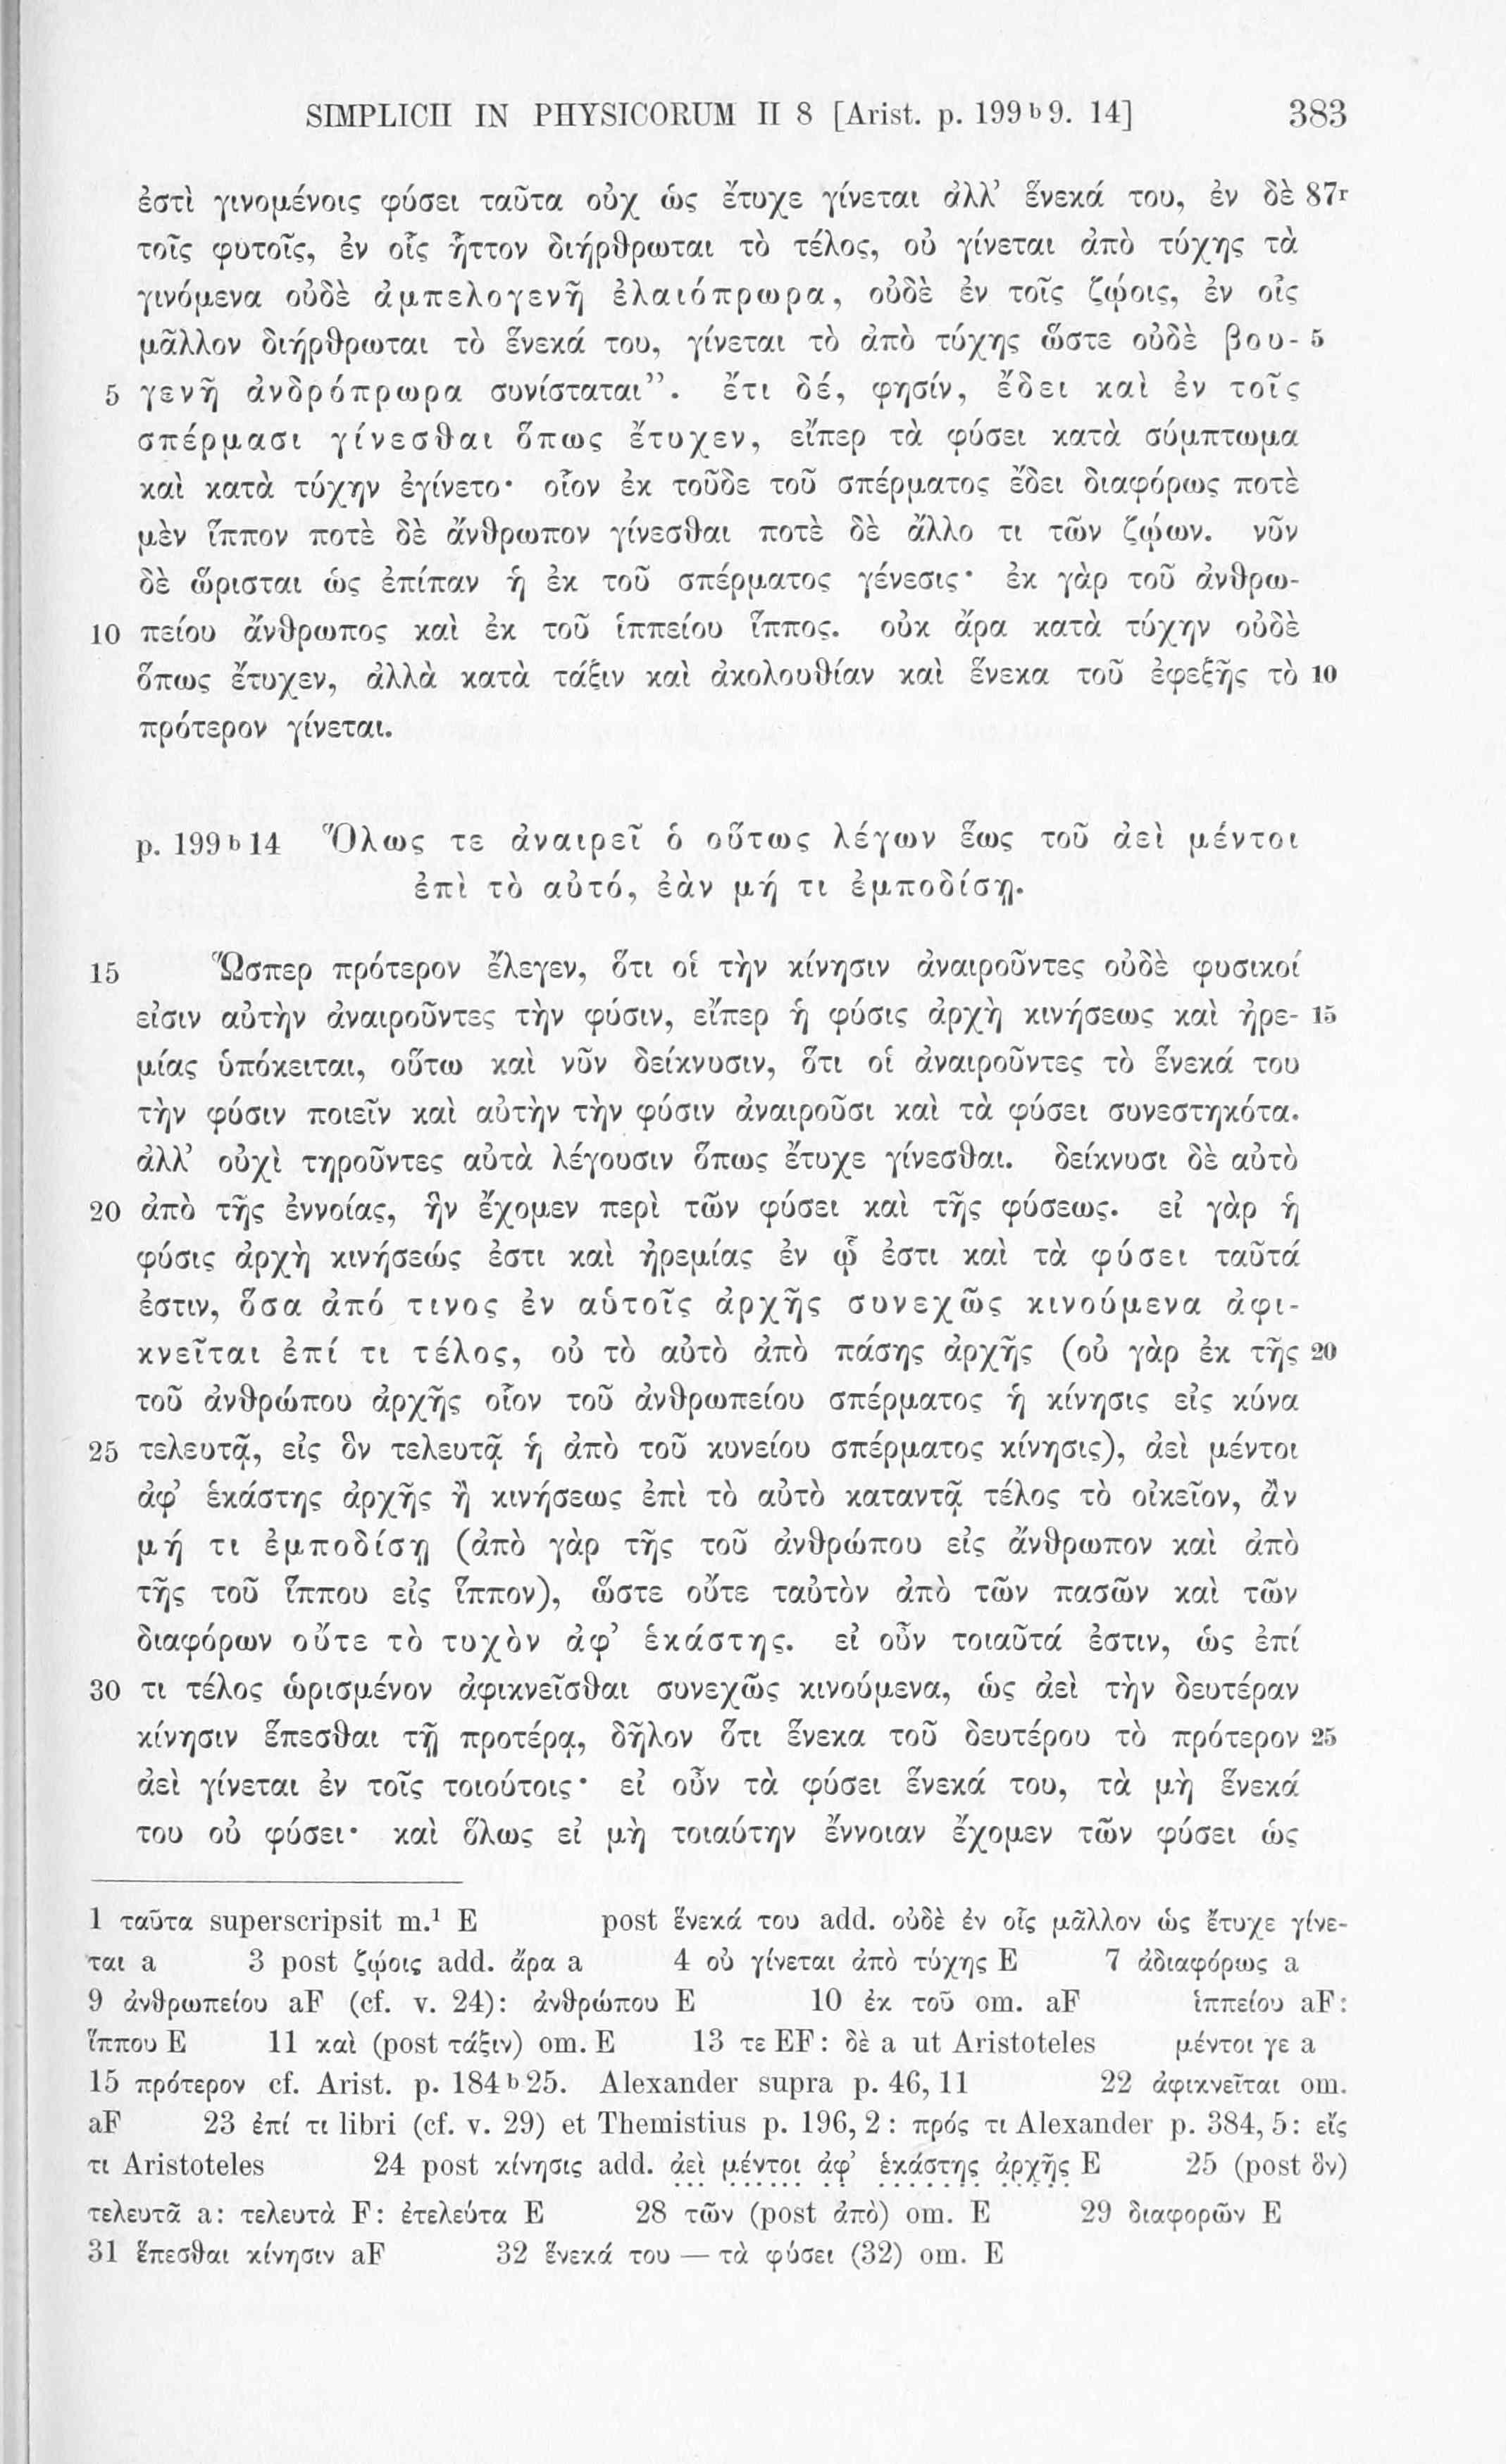 SIMPLICII IN PHYSICORUM II 8 [Arist. p. 199ᵇ9. 14] 383
ἐστὶ γινομένοις φύσει ταῦτα οὐχ ὡς ἔτυχε γίνεται ἀλλ’ ἕνεκά του, ἐν δὲ 87ʳ
τοῖς φυτοῖς, ἐν οἷς ἧττον διήρθρωται τὸ τέλος, οὐ γίνεται ἀπὸ τύχης τὰ
γινόμενα οὐδὲ ἀμπελογενῆ ἐλαιόπρωρα, οὐδὲ ἐν τοῖς ζῴοις, ἐν οἷς
μᾶλλον διήρθρωται τὸ ἕνεκά του, γίνεται τὸ ἀπὸ τύχης ὥστε οὐδὲ βου- 5
5 γενῆ ἀνδρόπρωρα συνίσταται”. ἔτι δέ, φησίν, ἔδει καὶ ἐν τοῖς
σπέρμασι γίνεσθαι ὅπως ἔτυχεν, εἴπερ τὰ φύσει κατὰ σύμπτωμα
καὶ κατὰ τύχην ἐγίνετο· οἷον ἐκ τοῦδε τοῦ σπέρματος ἔδει διαφόρως ποτὲ
μὲν ἵππον ποτὲ δὲ ἄνθρωπον γίνεσθαι ποτὲ δὲ ἄλλο τι τῶν ζῴων. νῦν
δὲ ὥρισται ὡς ἐπίπαν ἡ ἐκ τοῦ σπέρματος γένεσις· ἐκ γὰρ τοῦ ἀνθρω-
10 πείου ἄνθρωπος καὶ ἐκ τοῦ ἱππείου ἵππος. οὐκ ἄρα κατὰ τύχην οὐδὲ
ὅπως ἔτυχεν, ἀλλὰ κατὰ τάξιν καὶ ἀκολουθίαν καὶ ἕνεκα τοῦ ἐφεξῆς τὸ 10
πρότερον γίνεται.
p. 199ᵇ14 Ὅλως τε ἀναιρεῖ ὁ οὕτως λέγων ἕως τοῦ ἀεὶ μέντοι
ἐπὶ τὸ αὐτό, ἐὰν μή τι ἐμποδίσῃ.
15 Ὥσπερ πρότερον ἔλεγεν, ὅτι οἱ τὴν κίνησιν ἀναιροῦντες οὐδὲ φυσικοί
εἰσιν αὐτὴν ἀναιροῦντες τὴν φύσιν, εἴπερ ἡ φύσις ἀρχὴ κινήσεως καὶ ἠρε- 15
μίας ὑπόκειται, οὕτω καὶ νῦν δείκνυσιν, ὅτι οἱ ἀναιροῦντες τὸ ἕνεκά του
τὴν φύσιν ποιεῖν καὶ αὐτὴν τὴν φύσιν ἀναιροῦσι καὶ τὰ φύσει συνεστηκότα.
ἀλλ’ οὐχὶ τηροῦντες αὐτὰ λέγουσιν ὅπως ἔτυχε γίνεσθαι. δείκνυσι δὲ αὐτὸ
20 ἀπὸ τῆς ἐννοίας, ἣν ἔχομεν περὶ τῶν φύσει καὶ τῆς φύσεως. εἰ γὰρ ἡ
φύσις ἀρχὴ κινήσεώς ἐστι καὶ ἠρεμίας ἐν ᾧ ἐστι καὶ τὰ φύσει ταῦτά
ἐστιν, ὅσα ἀπό τινος ἐν αὑτοῖς ἀρχῆς συνεχῶς κινούμενα ἀφι-
κνεῖται ἐπί τι τέλος, οὐ τὸ αὐτὸ ἀπὸ πάσης ἀρχῆς (οὐ γὰρ ἐκ τῆς 20
τοῦ ἀνθρώπου ἀρχῆς οἷον τοῦ ἀνθρωπείου σπέρματος ἡ κίνησις εἰς κύνα
25 τελευτᾷ, εἰς ὃν τελευτᾷ ἡ ἀπὸ τοῦ κυνείου σπέρματος κίνησις), ἀεὶ μέντοι
ἀφ’ ἑκάστης ἀρχῆς ἢ κινήσεως ἐπὶ τὸ αὐτὸ καταντᾷ τέλος τὸ οἰκεῖον, ἂν
μή τι ἐμποδίσῃ (ἀπὸ γὰρ τῆς τοῦ ἀνθρώπου εἰς ἄνθρωπον καὶ ἀπὸ
τῆς τοῦ ἵππου εἰς ἵππον), ὥστε οὔτε ταὐτὸν ἀπὸ τῶν πασῶν καὶ τῶν
διαφόρων οὔτε τὸ τυχὸν ἀφ’ ἑκάστης. εἰ οὖν τοιαῦτά ἐστιν, ὡς ἐπί
30 τι τέλος ὡρισμένον ἀφικνεῖσθαι συνεχῶς κινούμενα, ὡς ἀεὶ τὴν δευτέραν
κίνησιν ἕπεσθαι τῇ προτέρᾳ, δῆλον ὅτι ἕνεκα τοῦ δευτέρου τὸ πρότερον 25
ἀεὶ γίνεται ἐν τοῖς τοιούτοις· εἰ οὖν τὰ φύσει ἕνεκά του, τὰ μὴ ἕνεκά
του οὐ φύσει· καὶ ὅλως εἰ μὴ τοιαύτην ἔννοιαν ἔχομεν τῶν φύσει ὡς
1 ταῦτα superscripsit m.¹ E post ἕνεκά του add. οὐδὲ ἐν οἷς μᾶλλον ὡς ἔτυχε γίνε-
ται a 3 post ζῴοις add. ἄρα a 4 οὐ γίνεται ἀπὸ τύχης E 7 ἀδιαφόρως a
9 ἀνθρωπείου aF (cf. v. 24): ἀνθρώπου E 10 ἐκ τοῦ om. aF ἱππείου aF:
ἵππου E 11 καὶ (post τάξιν) om. E 13 τε EF: δὲ a ut Aristoteles μέντοι γε a
15 πρότερον cf. Arist. p. 184ᵇ25. Alexander supra p. 46, 11 22 ἀφικνεῖται om.
aF 23 ἐπί τι libri (cf. v. 29) et Themistius p. 196, 2: πρός τι Alexander p. 384, 5: εἴς
τι Aristoteles 24 post κίνησις add. ἀεὶ μέντοι ἀφ’ ἑκάστης ἀρχῆς E 25 (post ὃν)
τελευτᾶ a: τελευτὰ F: ἐτελεύτα E 28 τῶν (post ἀπὸ) om. E 29 διαφορῶν E
31 ἕπεσθαι κίνησιν aF 32 ἕνεκά του — τὰ φύσει (32) om. E